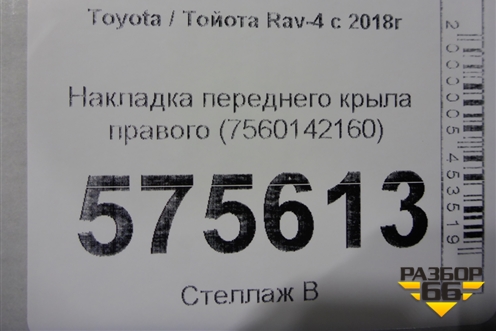 Toyota / Тойота Rav-4 с 2018г
Накладка переднего крыла
правого (7560142160)
575613
Стеллаж В
2000005453519
РАЗБОР
66